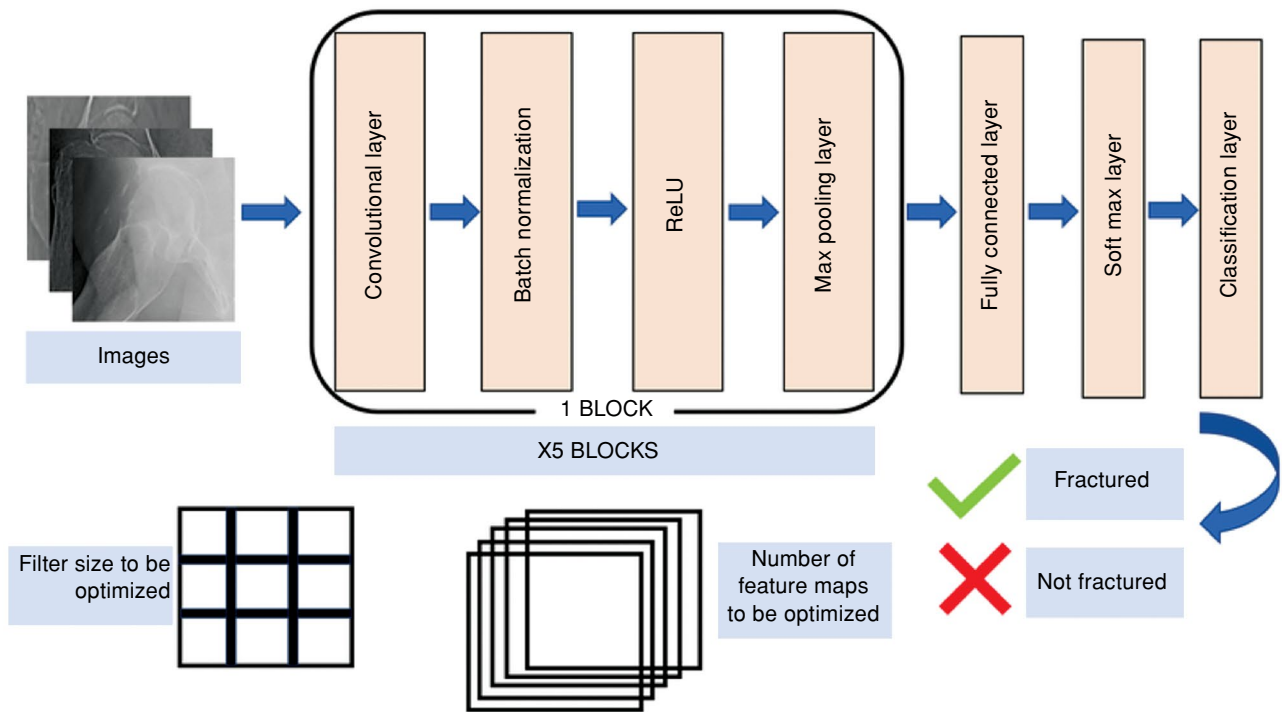 Images
Convolutional layer
Batch normalization
ReLU
Max pooling layer
1 BLOCK
X5 BLOCKS
Fully connected layer
Soft max layer
Classification layer
Filter size to be
optimized
Number of
feature maps
to be optimized
Fractured
Not fractured